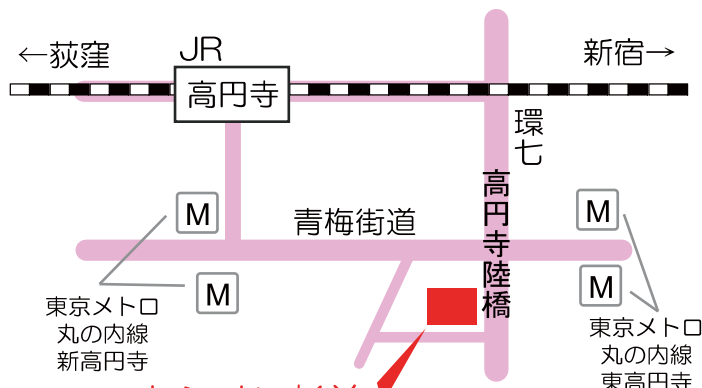 ←荻窪
JR
新宿→
高円寺
環七
高円寺陸橋
青梅街道
M
M
M
M
東京メトロ
丸の内線
新高円寺
東京メトロ
丸の内線
東高円寺